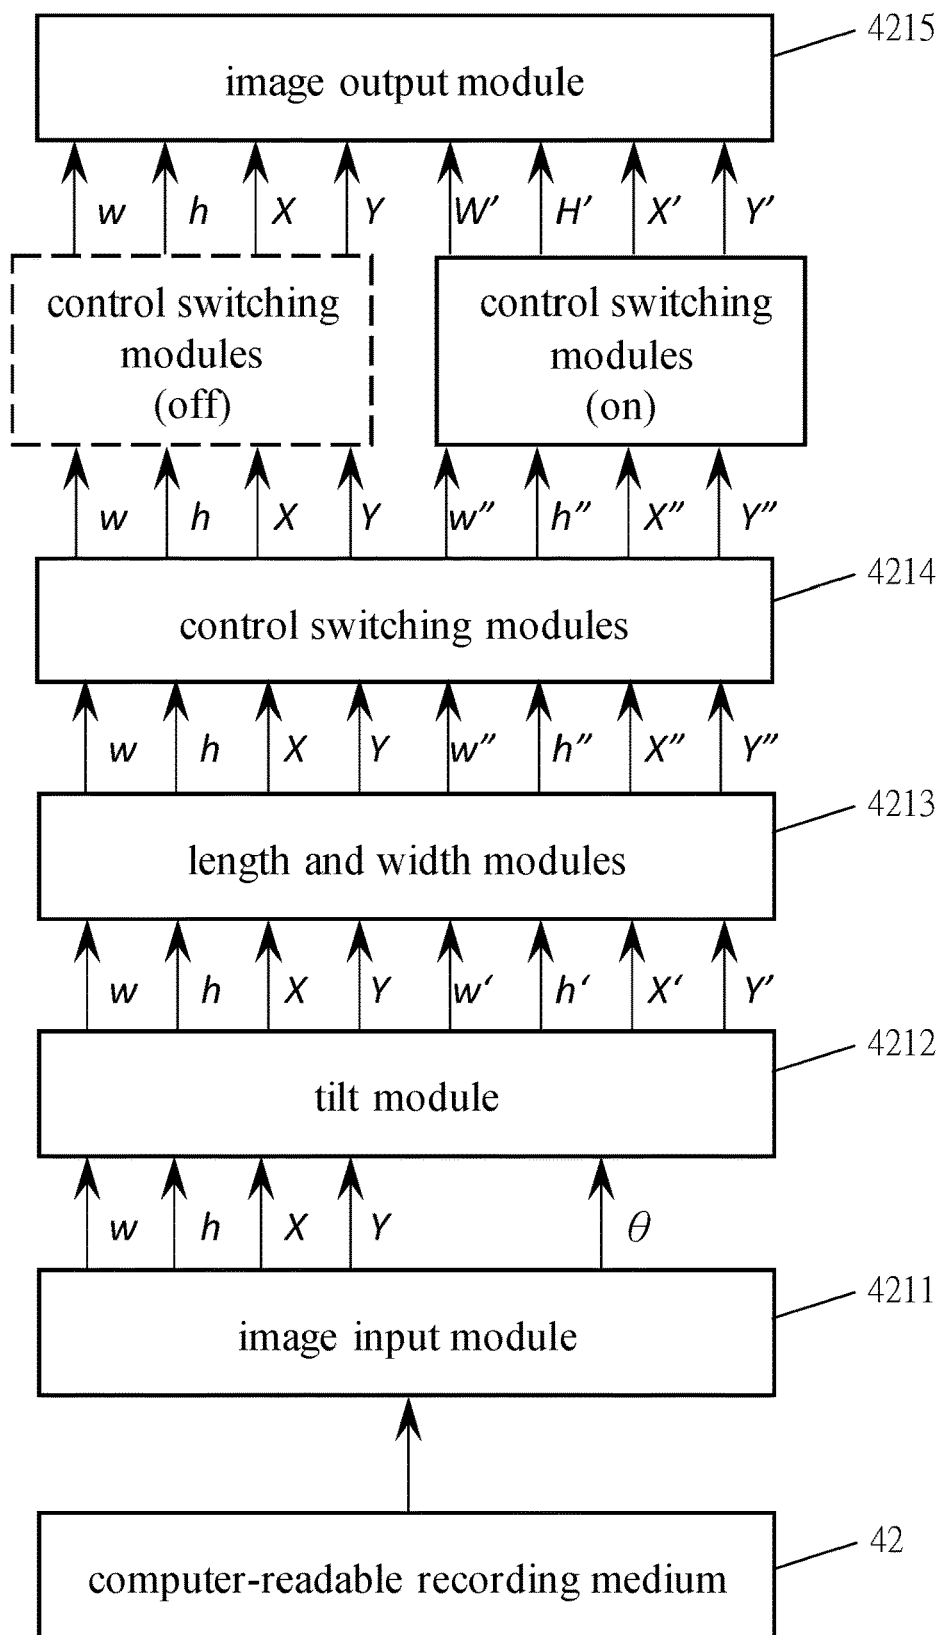 4215
image output module
w h X Y W’ H’ X’ Y’
control switching modules (off)
control switching modules (on)
w h X Y w” h” X” Y”
4214
control switching modules
w h X Y w” h” X” Y”
4213
length and width modules
w h X Y w‘ h‘ X‘ Y’
4212
tilt module
w h X Y θ
4211
image input module
42
computer-readable recording medium